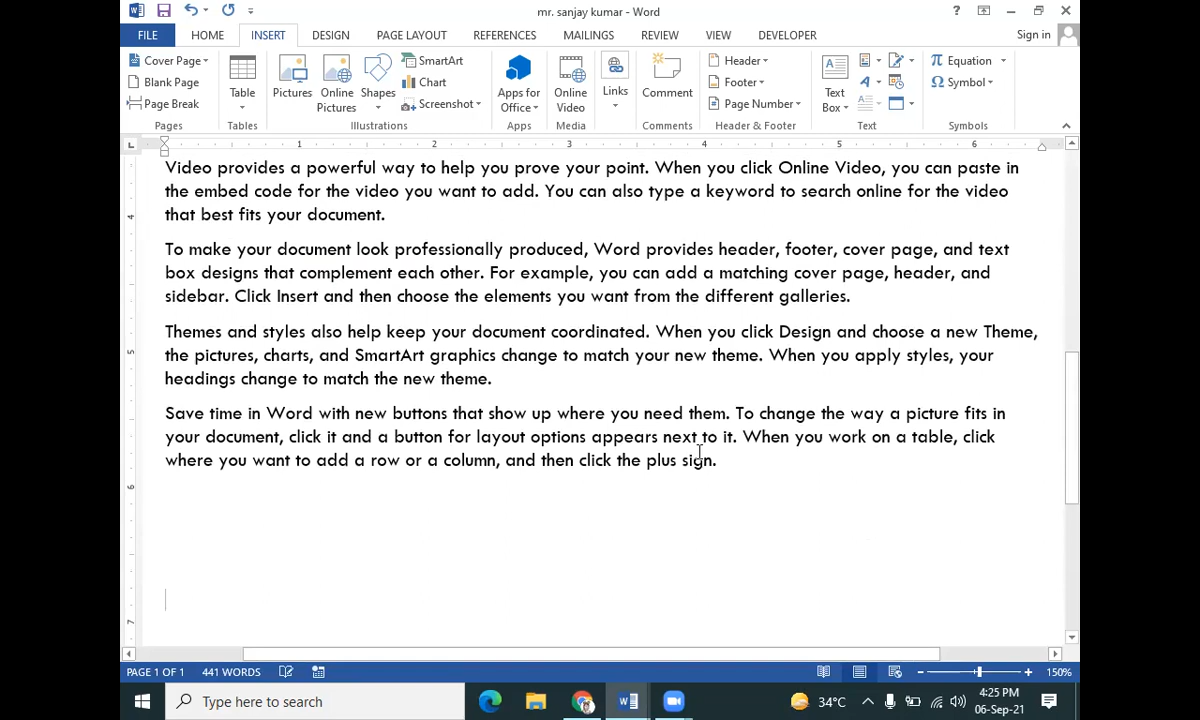 mr. sanjay kumar - Word
?
FILE HOME INSERT DESIGN PAGE LAYOUT REFERENCES MAILINGS REVIEW VIEW DEVELOPER Sign in
Cover Page
Blank Page
Page Break
Pages
Table
Tables
Pictures
Online Pictures
Shapes
SmartArt
Chart
Screenshot
Illustrations
Apps for Office
Apps
Online Video
Media
Links
Comment
Comments
Header
Footer
Page Number
Header & Footer
Text Box
Text
Equation
Symbol
Symbols
1 2 3 4 5 6
Video provides a powerful way to help you prove your point. When you click Online Video, you can paste in
the embed code for the video you want to add. You can also type a keyword to search online for the video
that best fits your document.
To make your document look professionally produced, Word provides header, footer, cover page, and text
box designs that complement each other. For example, you can add a matching cover page, header, and
sidebar. Click Insert and then choose the elements you want from the different galleries.
Themes and styles also help keep your document coordinated. When you click Design and choose a new Theme,
the pictures, charts, and SmartArt graphics change to match your new theme. When you apply styles, your
headings change to match the new theme.
Save time in Word with new buttons that show up where you need them. To change the way a picture fits in
your document, click it and a button for layout options appears next to it. When you work on a table, click
where you want to add a row or a column, and then click the plus sign.
4
5
6
7
PAGE 1 OF 1 441 WORDS 150%
Type here to search
34°C
4:25 PM
06-Sep-21